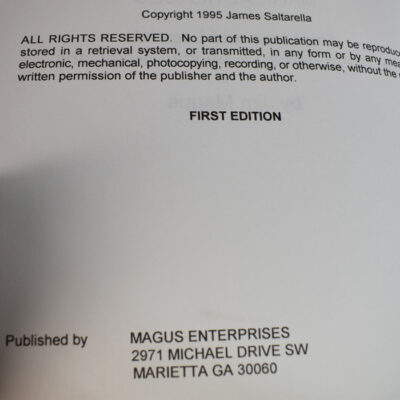 Copyright 1995 James Saltarella
ALL RIGHTS RESERVED. No part of this publication may be
stored in a retrieval system, or transmitted, in any form or by any
electronic, mechanical, photocopying, recording, or otherwise, without the
written permission of the publisher and the author.
FIRST EDITION
Published by MAGUS ENTERPRISES
2971 MICHAEL DRIVE SW
MARIETTA GA 30060